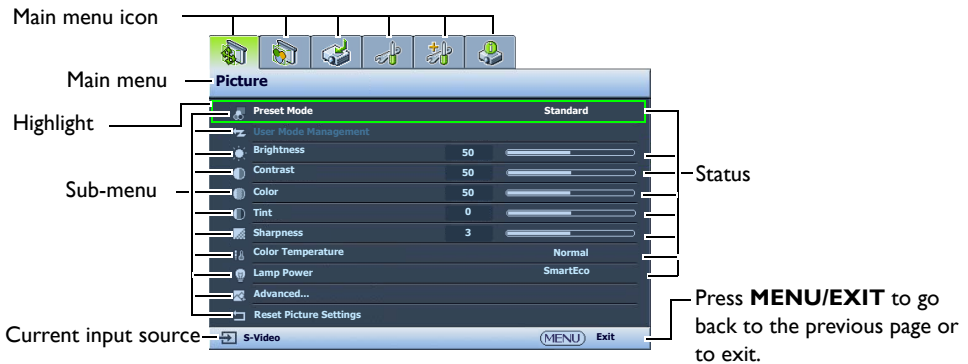 Main menu icon
Main menu
Picture
Highlight
Preset Mode Standard
User Mode Management
Brightness 50
Contrast 50
Sub-menu
Status
Color 50
Tint 0
Sharpness 3
Color Temperature Normal
Lamp Power SmartEco
Advanced...
Reset Picture Settings
Current input source
S-Video
MENU Exit
Press MENU/EXIT to go
back to the previous page or
to exit.